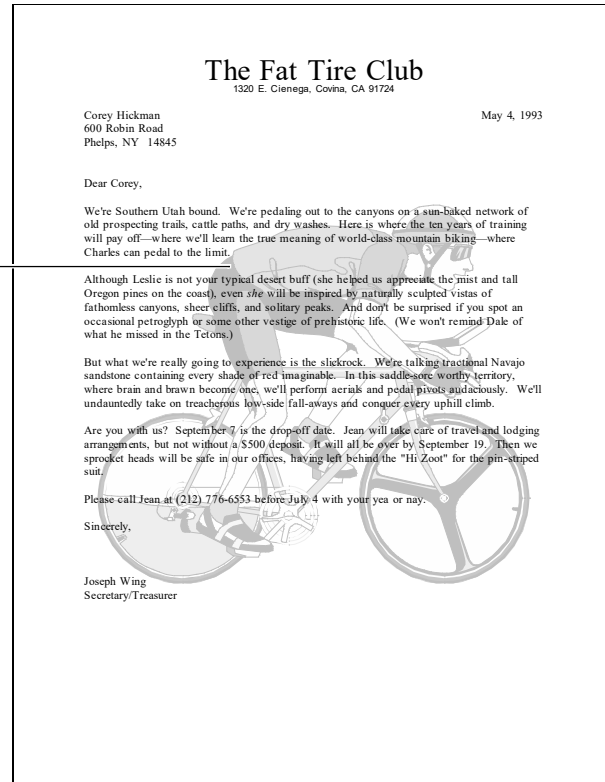 The Fat Tire Club
1320 E. Cienega, Covina, CA 91724
Corey Hickman May 4, 1993
600 Robin Road
Phelps, NY  14845
Dear Corey,
We're Southern Utah bound.  We're pedaling out to the canyons on a sun-baked network of
old prospecting trails, cattle paths, and dry washes.  Here is where the ten years of training
will pay off—where we'll learn the true meaning of world-class mountain biking—where
Charles can pedal to the limit.
Although Leslie is not your typical desert buff (she helped us appreciate the mist and tall
Oregon pines on the coast), even she will be inspired by naturally sculpted vistas of
fathomless canyons, sheer cliffs, and solitary peaks.  And don't be surprised if you spot an
occasional petroglyph or some other vestige of prehistoric life.  (We won't remind Dale of
what he missed in the Tetons.)
But what we're really going to experience is the slickrock.  We're talking tractional Navajo
sandstone containing every shade of red imaginable.  In this saddle-sore worthy territory,
where brain and brawn become one, we'll perform aerials and pedal pivots audaciously.  We'll
undauntedly take on treacherous low-side fall-aways and conquer every uphill climb.
Are you with us?  September 7 is the drop-off date.  Jean will take care of travel and lodging
arrangements, but not without a $500 deposit.  It will all be over by September 19.  Then we
sprocket heads will be safe in our offices, having left behind the "Hi Zoot" for the pin-striped
suit.
Please call Jean at (212) 776-6553 before July 4 with your yea or nay.
Sincerely,
Joseph Wing
Secretary/Treasurer